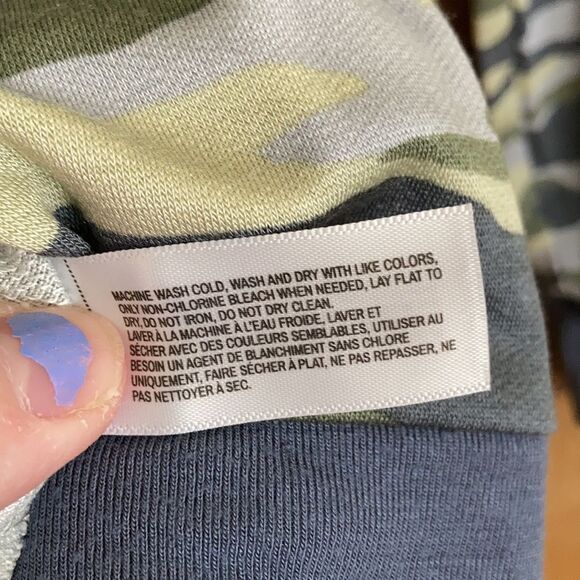 MACHINE WASH COLD, WASH AND DRY WITH LIKE COLORS,
ONLY NON-CHLORINE BLEACH WHEN NEEDED, LAY FLAT TO
DRY, DO NOT IRON, DO NOT DRY CLEAN.
LAVER À LA MACHINE À L'EAU FROIDE, LAVER ET
SÉCHER AVEC DES COULEURS SEMBLABLES, UTILISER AU
BESOIN UN AGENT DE BLANCHIMENT SANS CHLORE
UNIQUEMENT, FAIRE SÉCHER À PLAT, NE PAS REPASSER, NE
PAS NETTOYER À SEC.